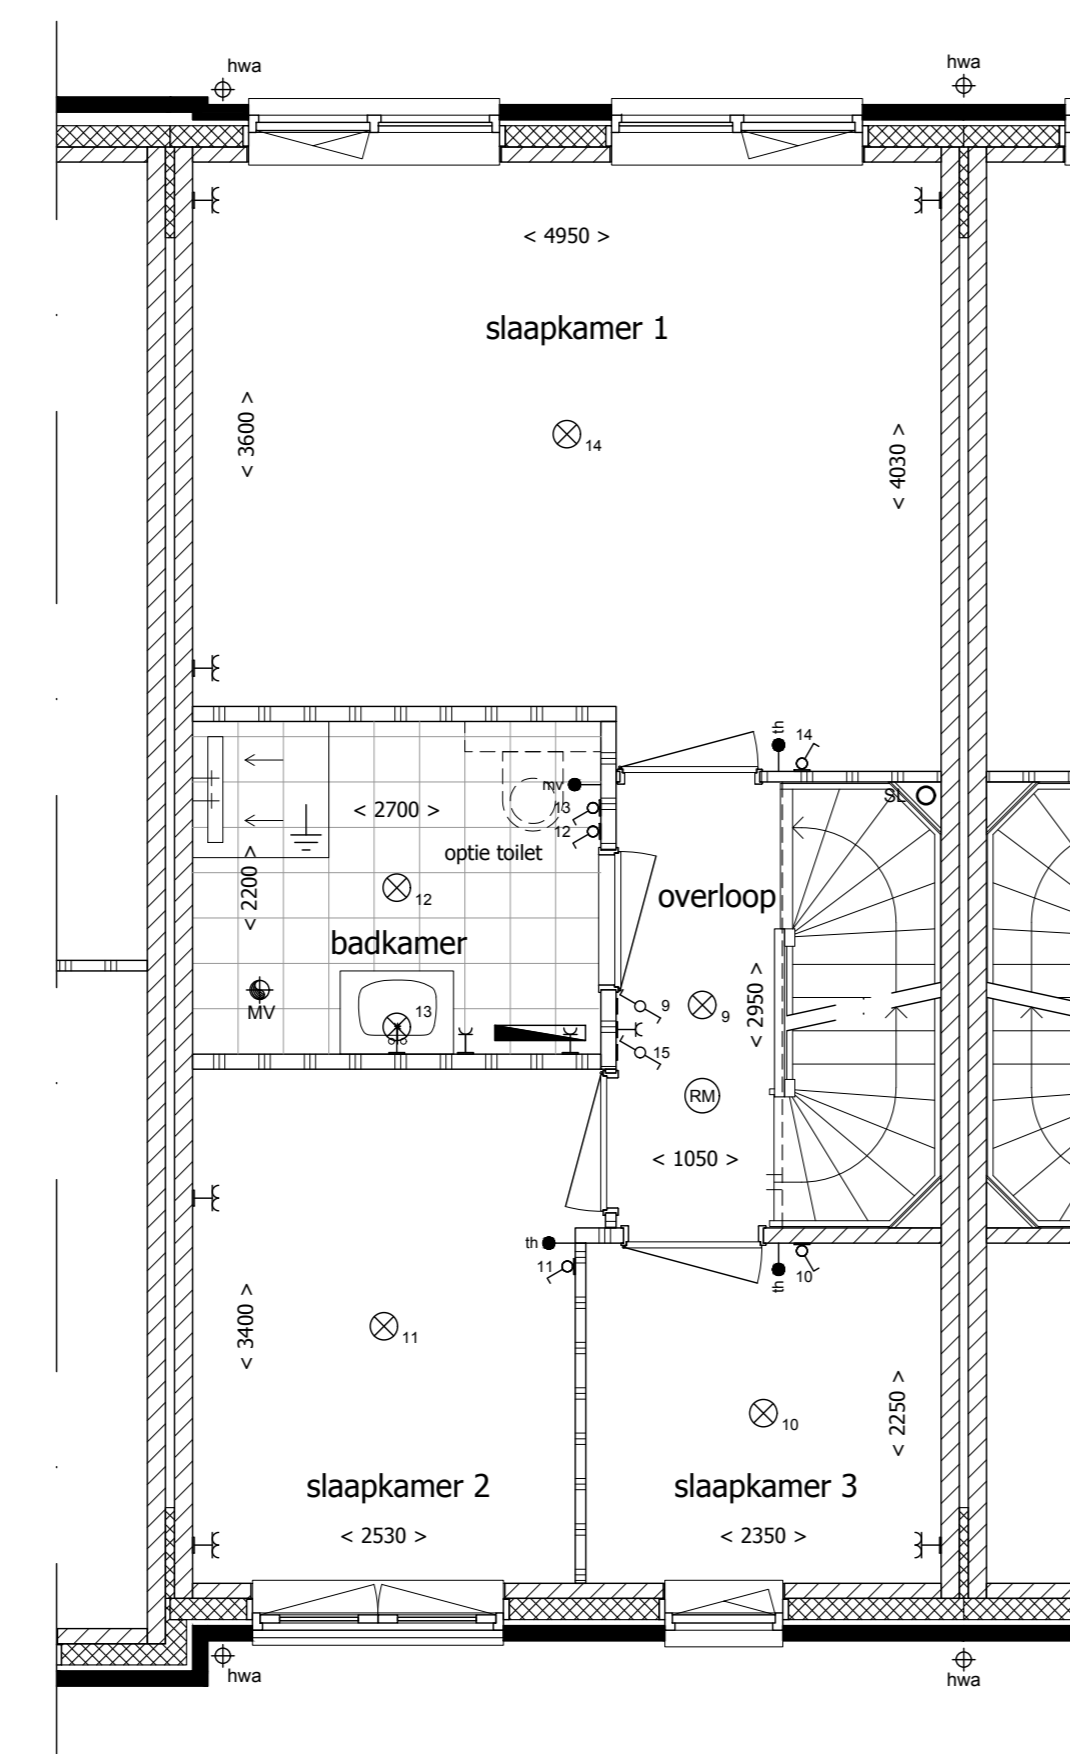 hwa
hwa
< 4950 >
slaapkamer 1
< 3600 >
14
< 4030 >
th
14
mv
SL
13
< 2700 >
12
optie toilet
< 2200 >
12
overloop
badkamer
MV
13
9
9
< 2950 >
15
RM
< 1050 >
th
11
th
10
< 3400 >
11
< 2250 >
10
slaapkamer 2
slaapkamer 3
< 2530 >
< 2350 >
hwa
hwa